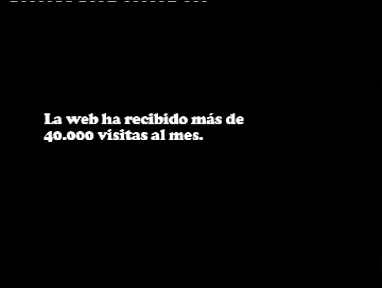 La web ha recibido más de
40.000 visitas al mes.